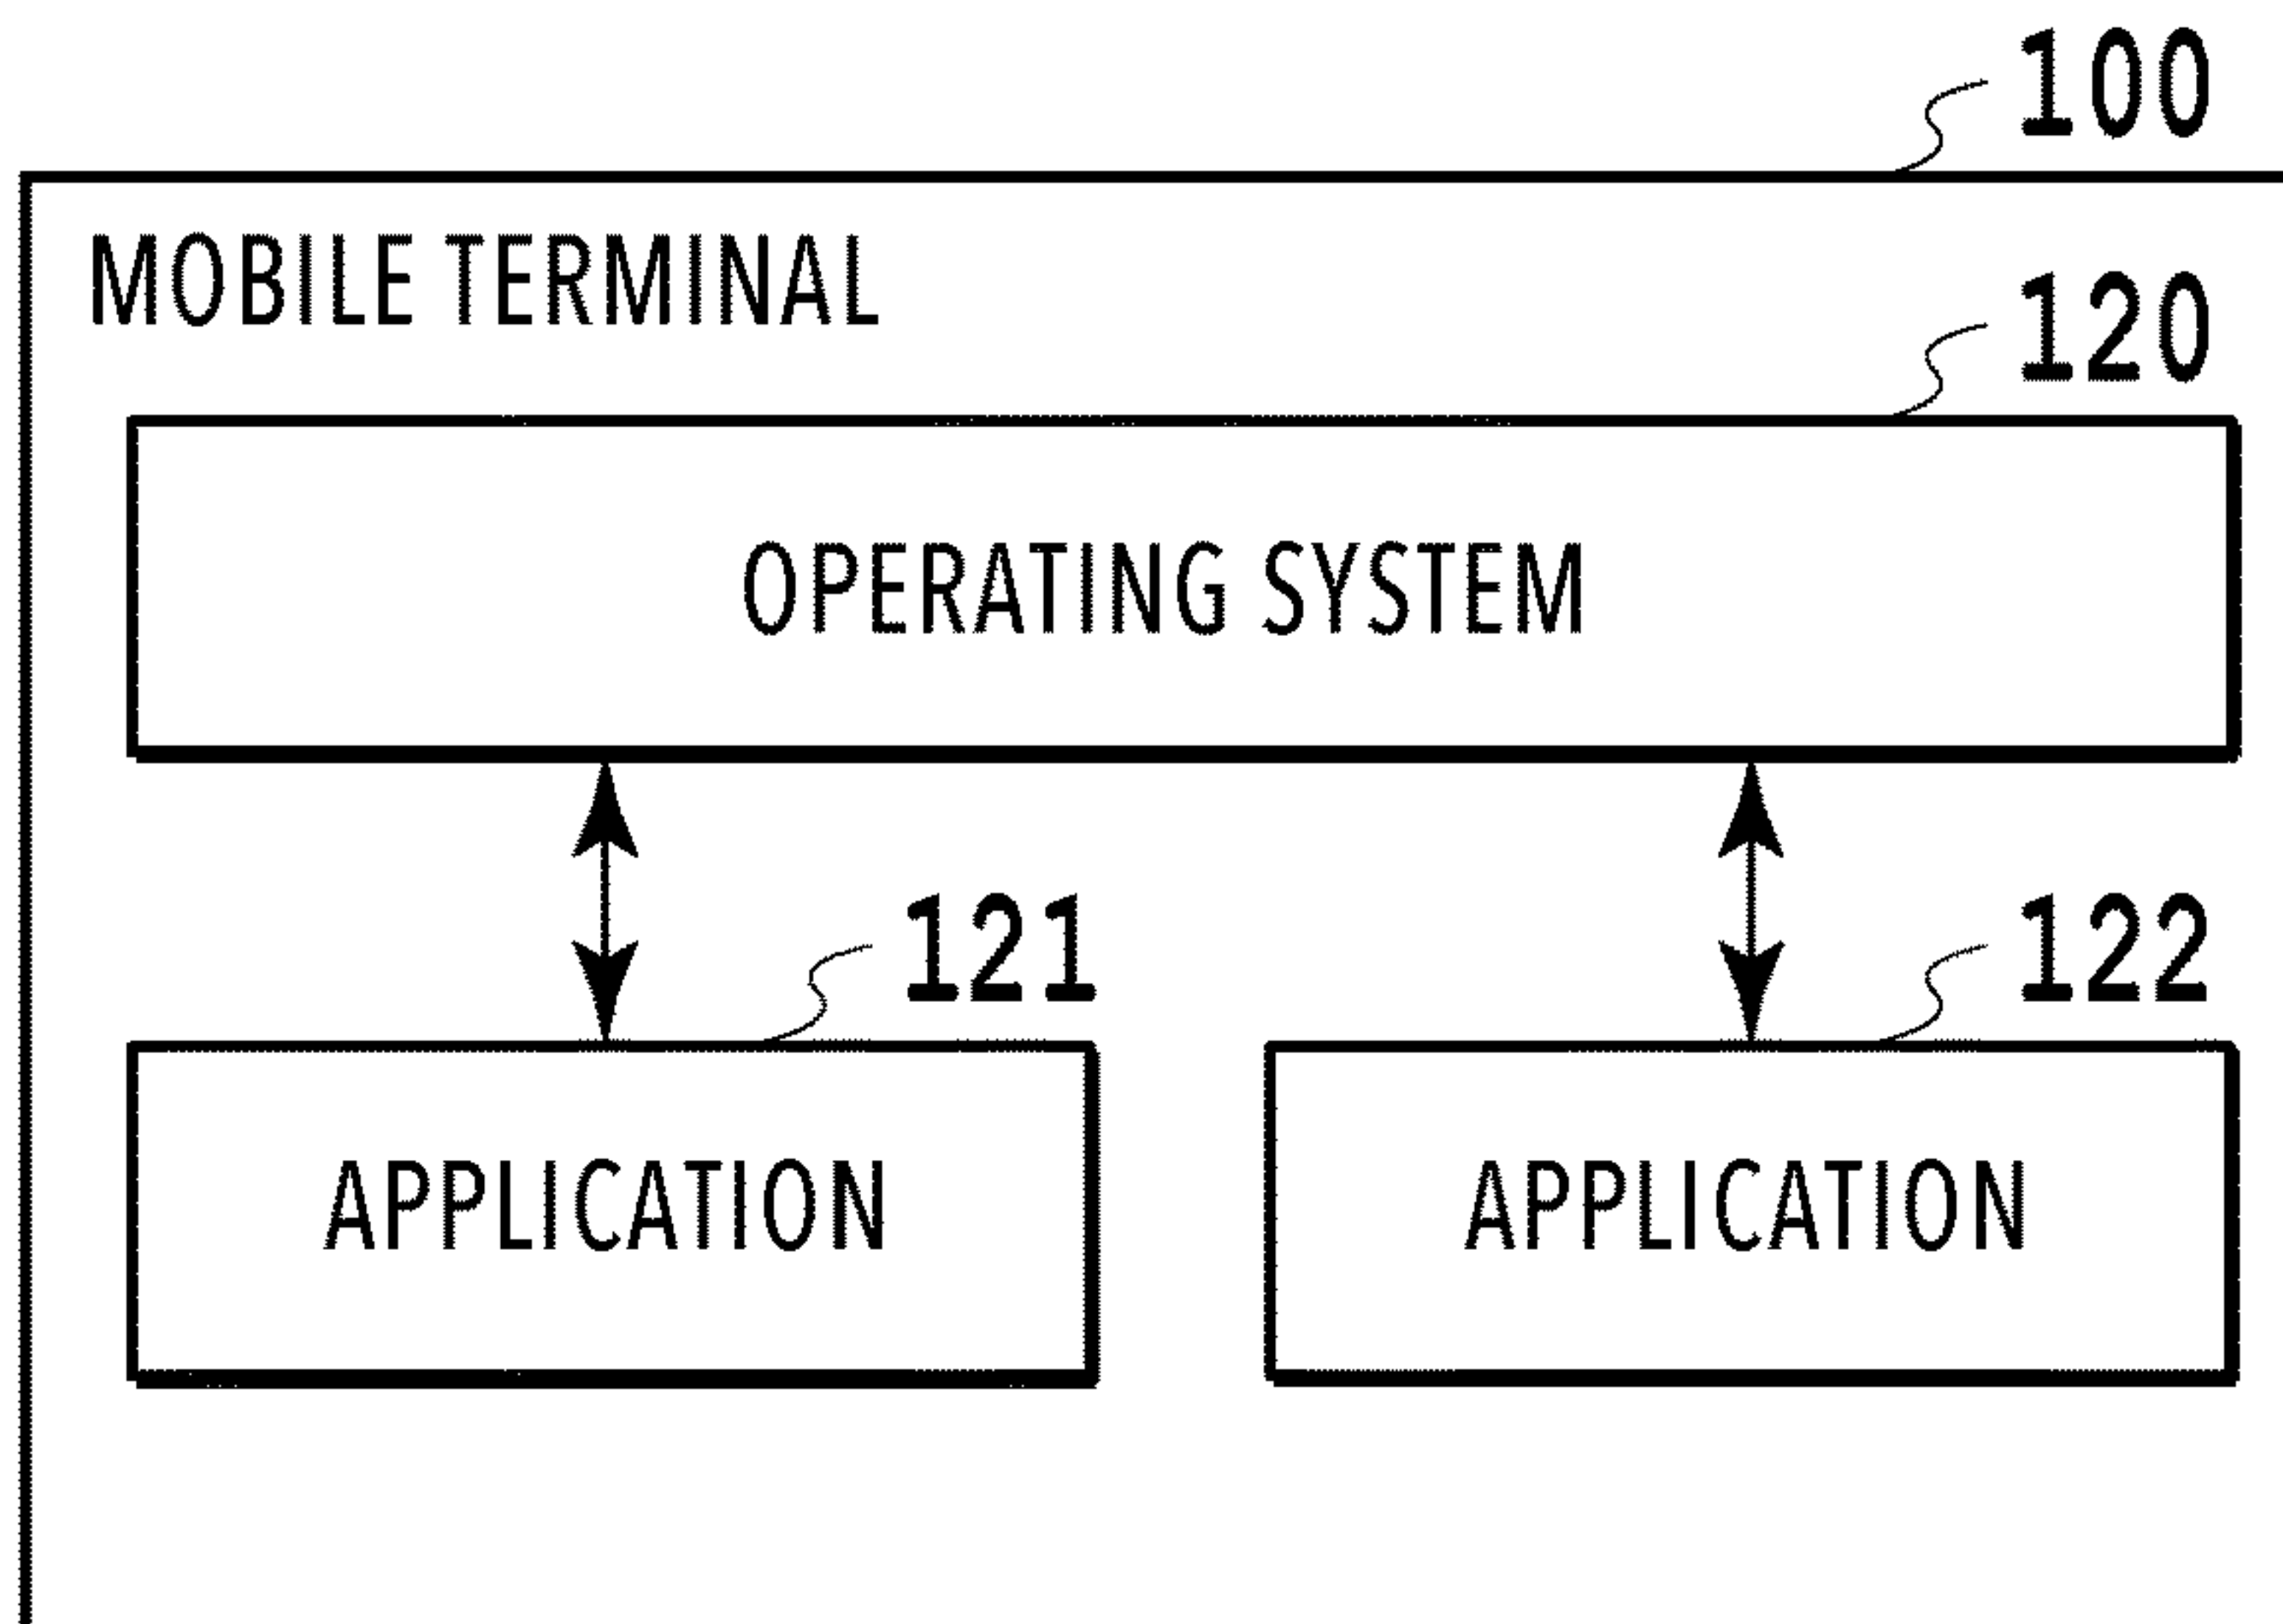 100
MOBILE TERMINAL
120
OPERATING SYSTEM
121
122
APPLICATION
APPLICATION